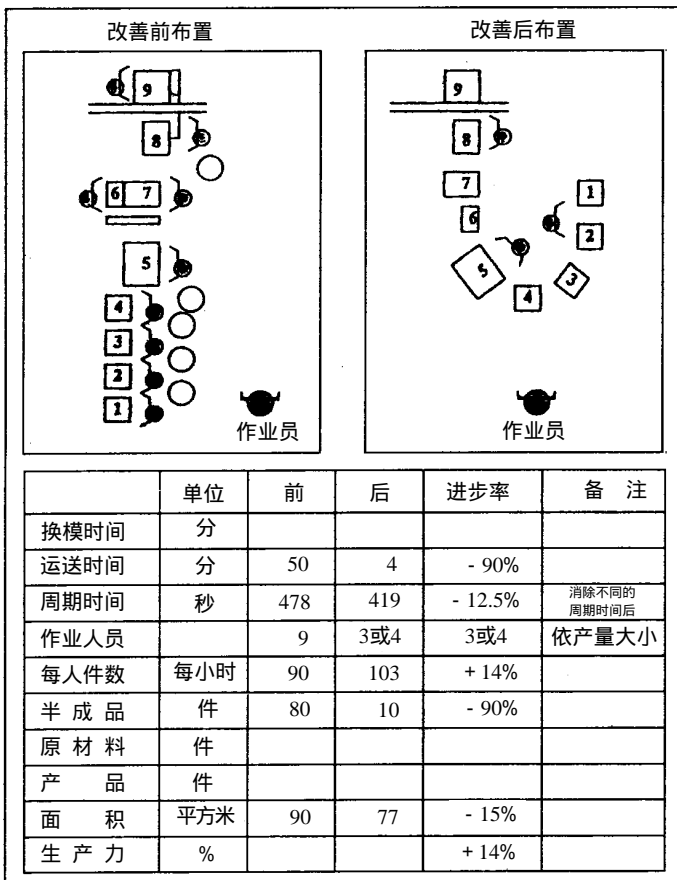 改善前布置
改善后布置
9
8
6 7
5
4
3
2
1
作业员
9
8
7
6
5
4
3
2
1
作业员
单位 前 后 进步率 备 注
换模时间 分
运送时间 分 50 4 - 90%
周期时间 秒 478 419 - 12.5% 消除不同的
周期时间后
作业人员 9 3或4 3或4 依产量大小
每人件数 每小时 90 103 + 14%
半 成 品 件 80 10 - 90%
原 材 料 件
产 品 件
面 积 平方米 90 77 - 15%
生 产 力 % + 14%